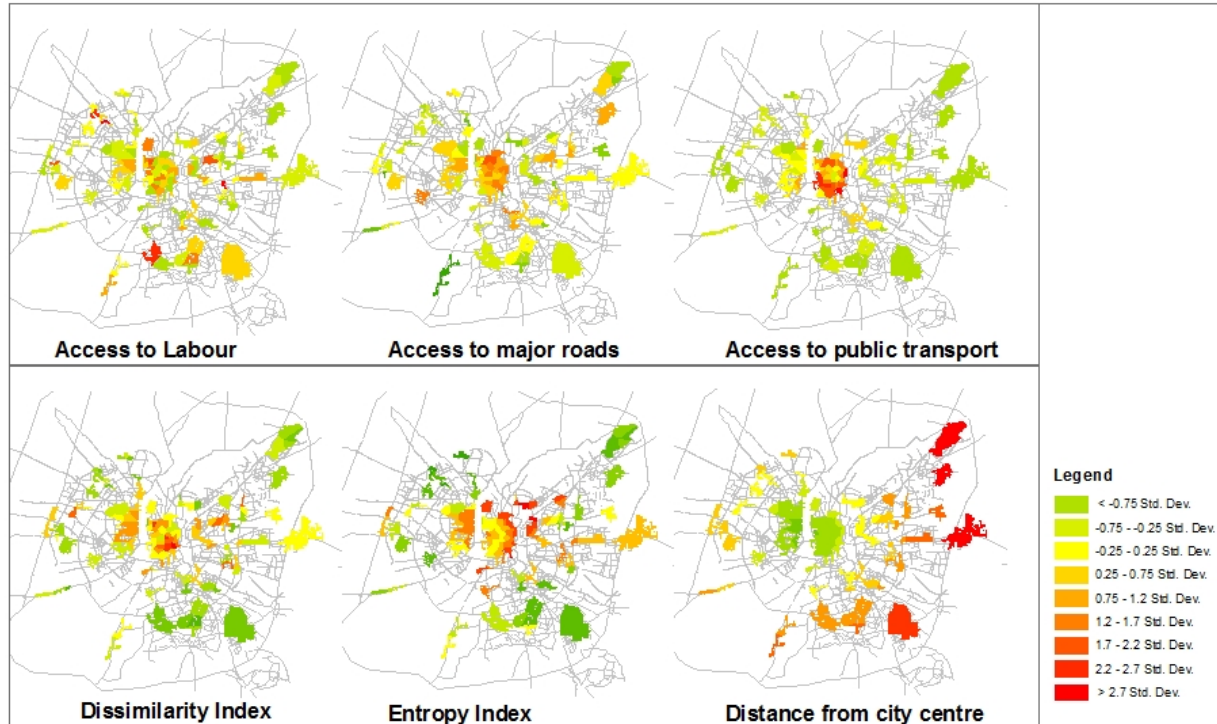 Access to Labour
Access to major roads
Access to public transport
Dissimilarity Index
Entropy Index
Distance from city centre
Legend
< -0.75 Std. Dev.
-0.75 - -0.25 Std. Dev.
-0.25 - 0.25 Std. Dev.
0.25 - 0.75 Std. Dev.
0.75 - 1.2 Std. Dev.
1.2 - 1.7 Std. Dev.
1.7 - 2.2 Std. Dev.
2.2 - 2.7 Std. Dev.
> 2.7 Std. Dev.